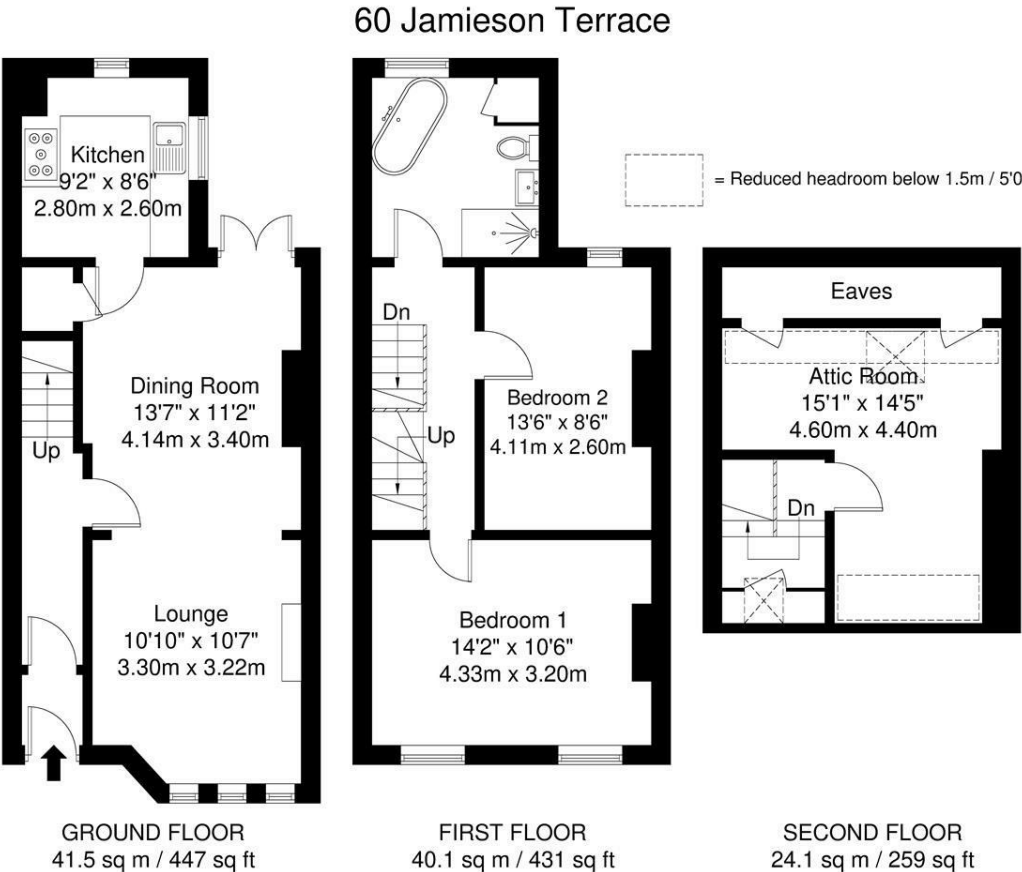 60 Jamieson Terrace
Kitchen
9'2" x 8'6"
2.80m x 2.60m
= Reduced headroom below 1.5m / 5'0
Dn
Eaves
Dining Room
13'7" x 11'2"
4.14m x 3.40m
Bedroom 2
13'6" x 8'6"
4.11m x 2.60m
Attic Room
15'1" x 14'5"
4.60m x 4.40m
Up
Up
Dn
Lounge
10'10" x 10'7"
3.30m x 3.22m
Bedroom 1
14'2" x 10'6"
4.33m x 3.20m
GROUND FLOOR
41.5 sq m / 447 sq ft
FIRST FLOOR
40.1 sq m / 431 sq ft
SECOND FLOOR
24.1 sq m / 259 sq ft